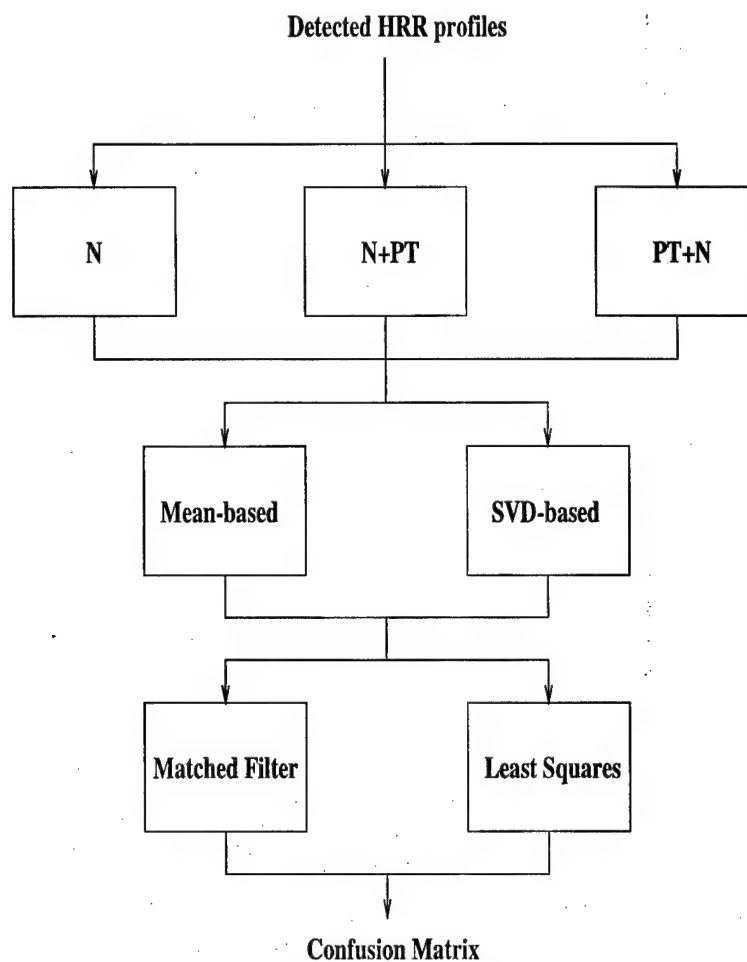 Detected HRR profiles
N
N+PT
PT+N
Mean-based
SVD-based
Matched Filter
Least Squares
Confusion Matrix